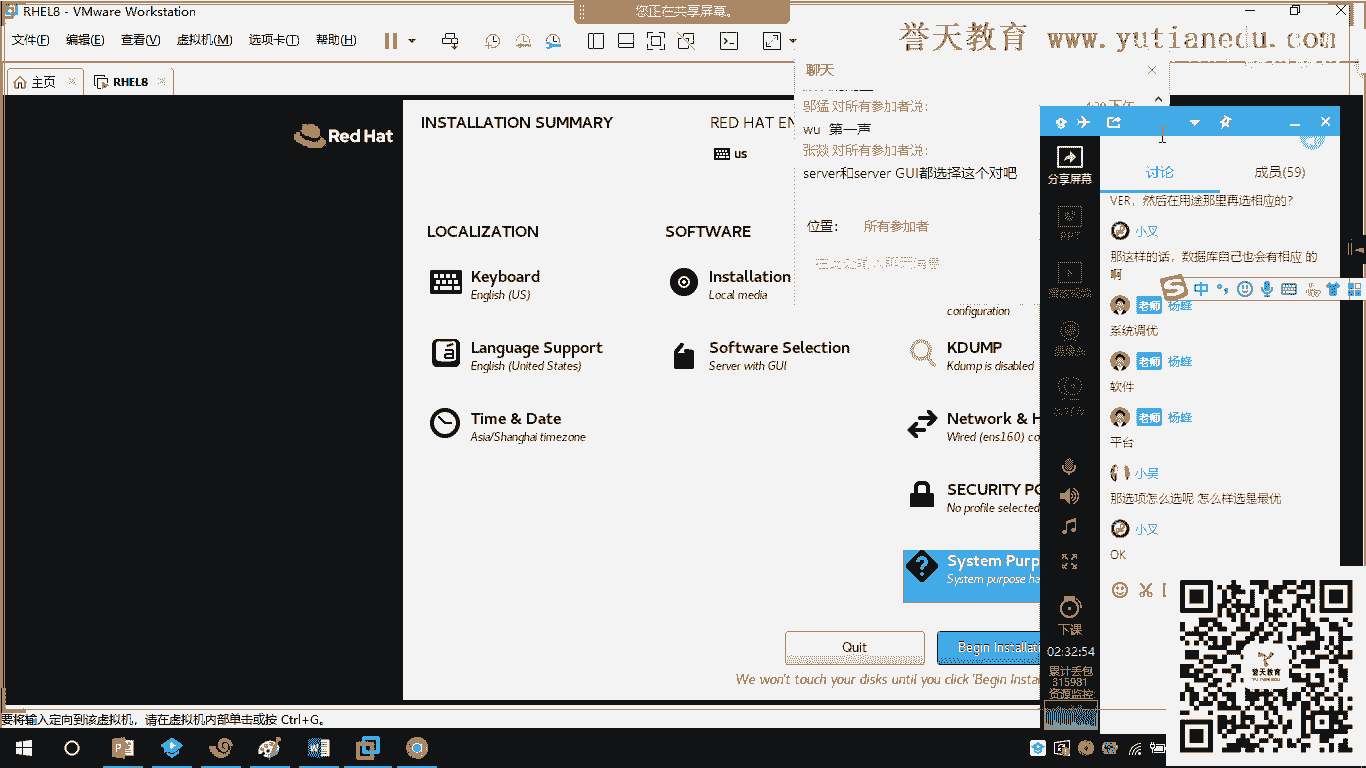 RHEL8 - VMware Workstation
您正在共享屏幕。
文件(F) 编辑(E) 查看(V) 虚拟机(M) 选项卡(T) 帮助(H)
誉天教育 www.yutianedu.com
主页
RHEL8
聊天
邬猛 对所有参加者说:
wu 第一声
对所有参加者说:
server和server GUI都选择这个对吧
位置:
所有参加者
Red Hat
INSTALLATION SUMMARY
RED HAT EN
us
LOCALIZATION
SOFTWARE
Keyboard
English (US)
Installation
Local media
configuration
Language Support
English (United States)
Software Selection
Server with GUI
KDUMP
Kdump is disabled
Time & Date
Asia/Shanghai timezone
Network & H
Wired (ens160) co
SECURITY PO
No profile selected
System Purp
System purpose ha
Quit
Begin Installati
We won't touch your disks until you click 'Begin Insta
分享屏幕
PPT
下课
02:32:54
累计丢包
315981
资源监控:
讨论
成员(59)
VER，然后在用途那里再选相应的?
小叉
那这样的话，数据库自己也会有相应 的
啊
中
老师 杨峰
系统调优
老师 杨峰
软件
老师 杨峰
平台
小吴
那选项怎么选呢 怎么样选是最优
小叉
OK
誉天教育
要将输入定向到该虚拟机，请在虚拟机内部单击或按 Ctrl+G。